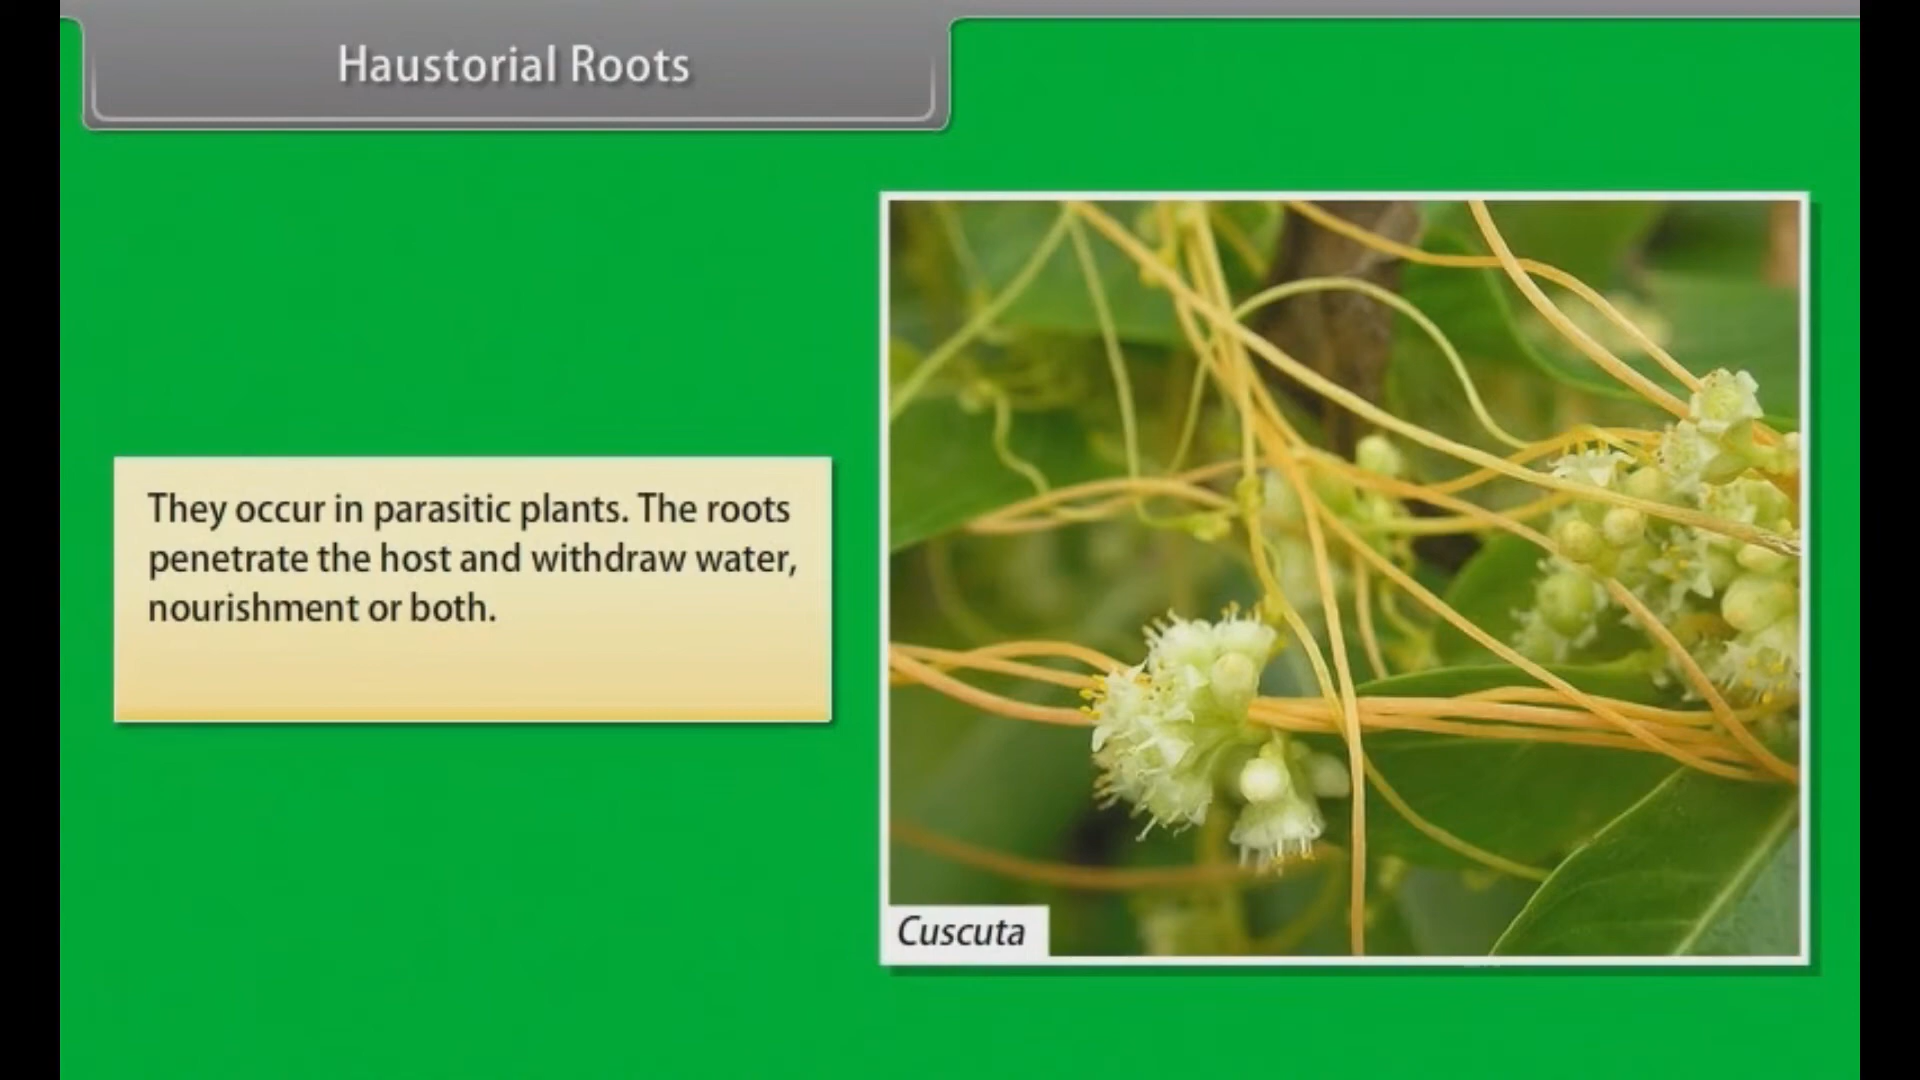 Haustorial Roots
They occur in parasitic plants. The roots
penetrate the host and withdraw water,
nourishment or both.
Cuscuta